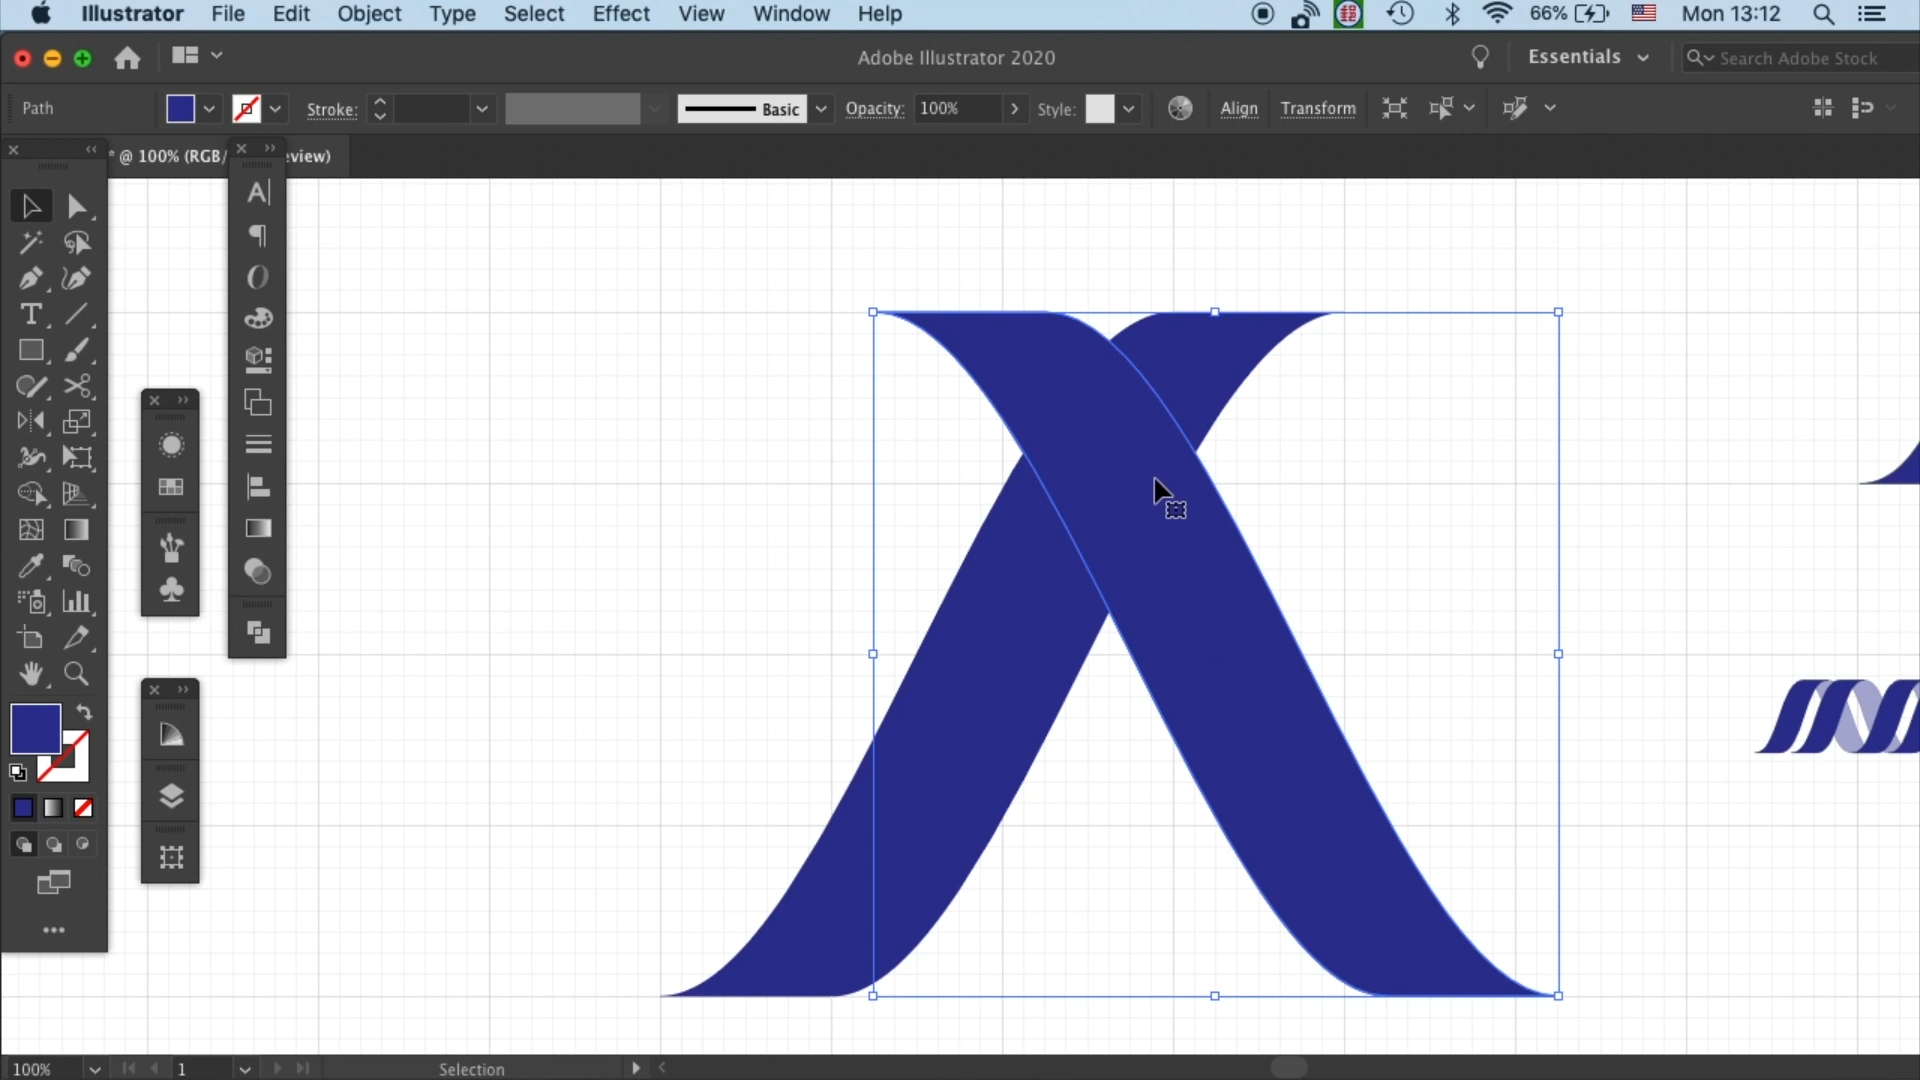 Illustrator File Edit Object Type Select Effect View Window Help 66% Mon 13:12
Adobe Illustrator 2020 Essentials Search Adobe Stock
Path Stroke: Basic Opacity: 100% Style: Align Transform
* @ 100% (RGB/ eview)
100% 1 Selection